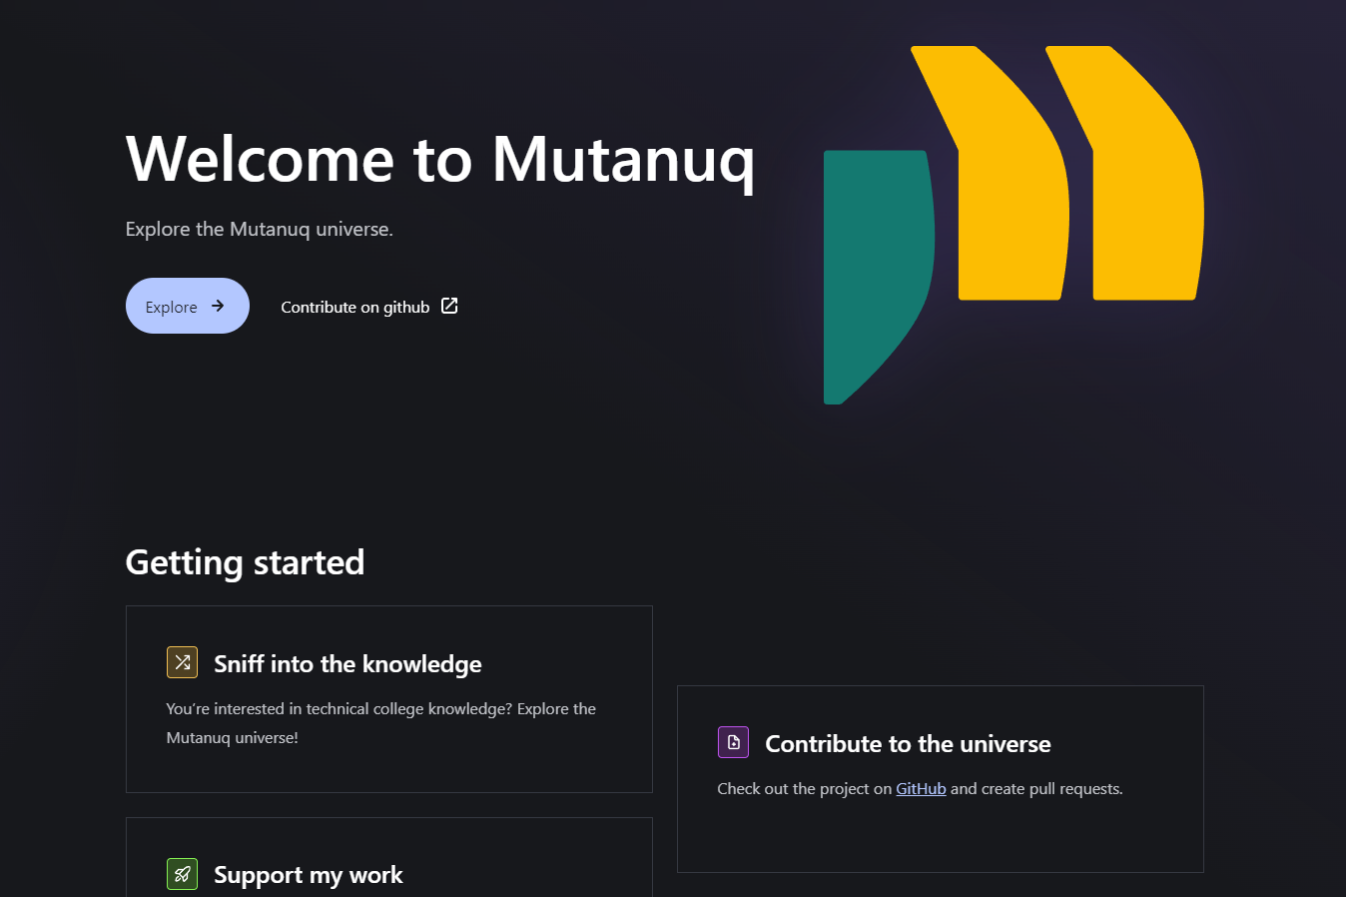 Welcome to Mutanuq
Explore the Mutanuq universe.
Explore
Contribute on github
Getting started
Sniff into the knowledge
You're interested in technical college knowledge? Explore the
Mutanuq universe!
Contribute to the universe
Check out the project on GitHub and create pull requests.
Support my work